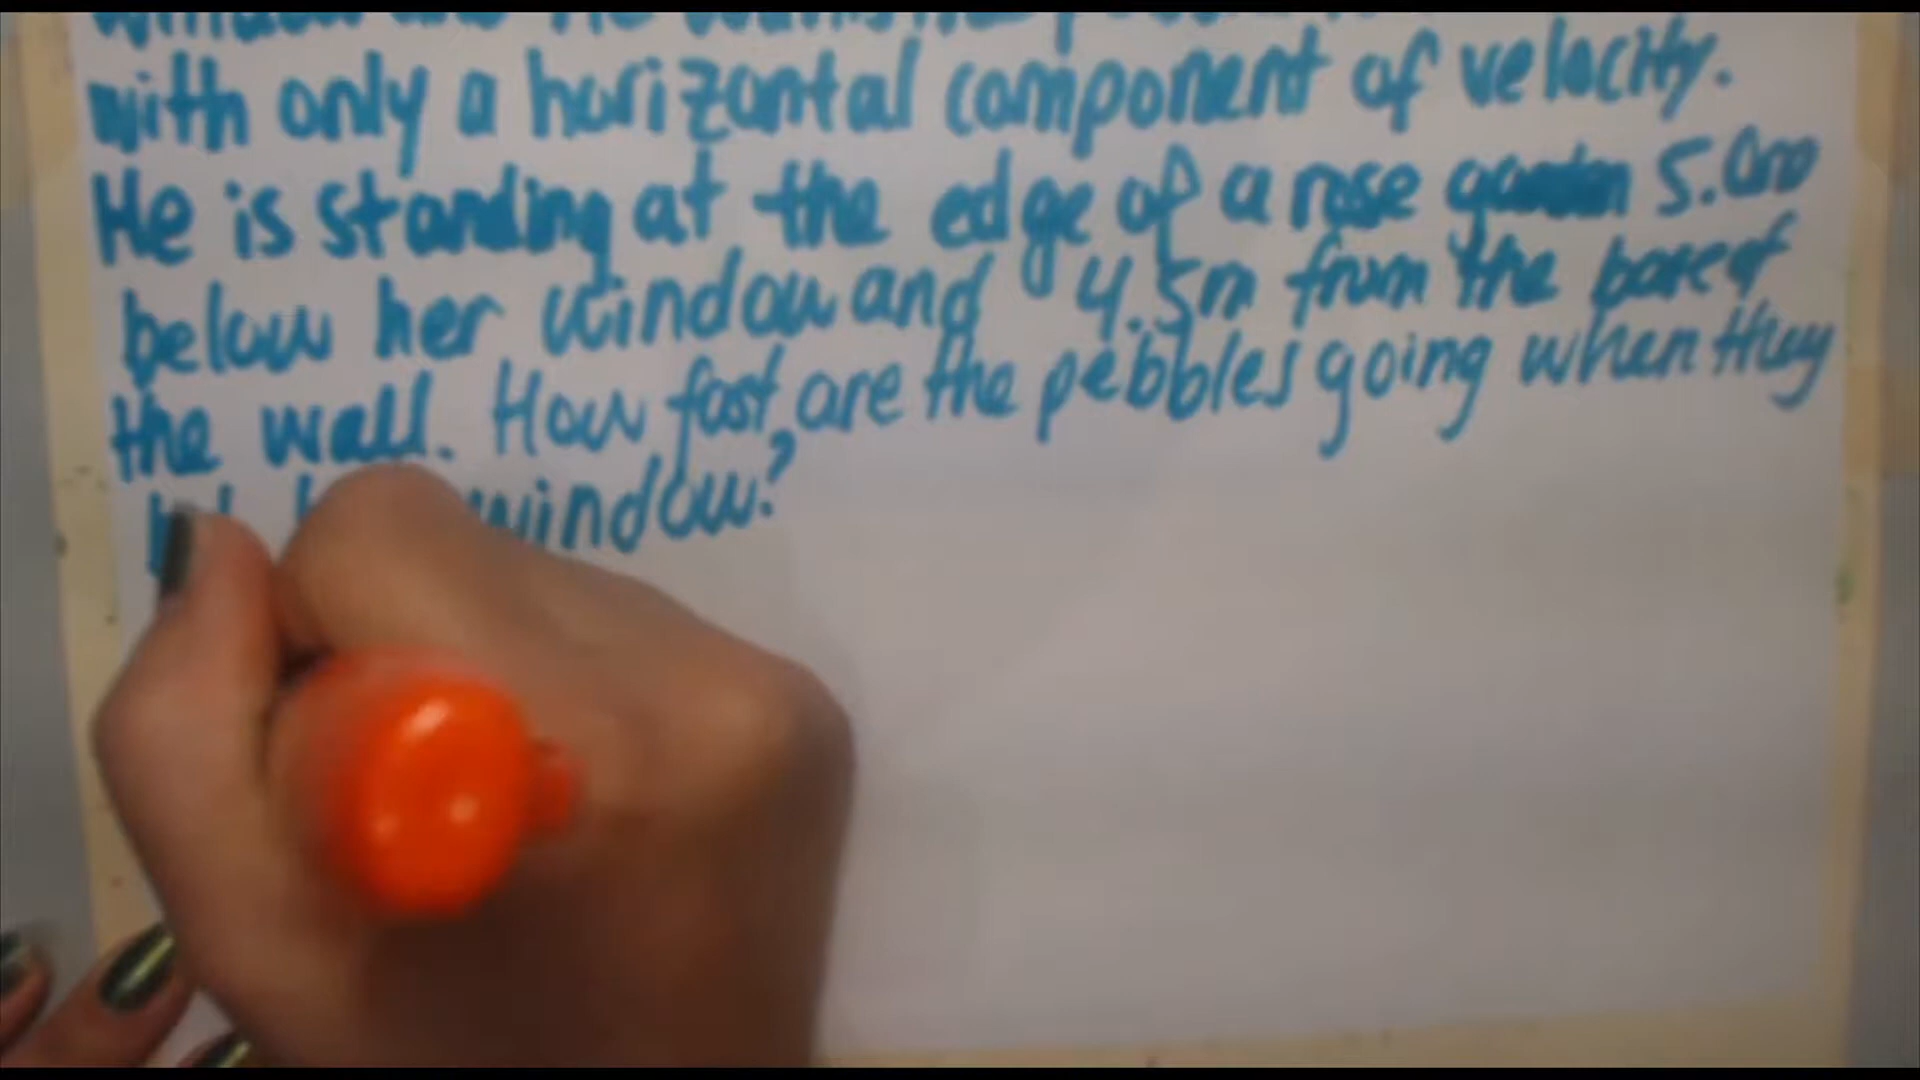 with only a horizontal component of velocity.
He is standing at the edge of a rose garden 5.0m
below her window and 4.5m from the base of
the wall. How fast, are the pebbles going when they
window?